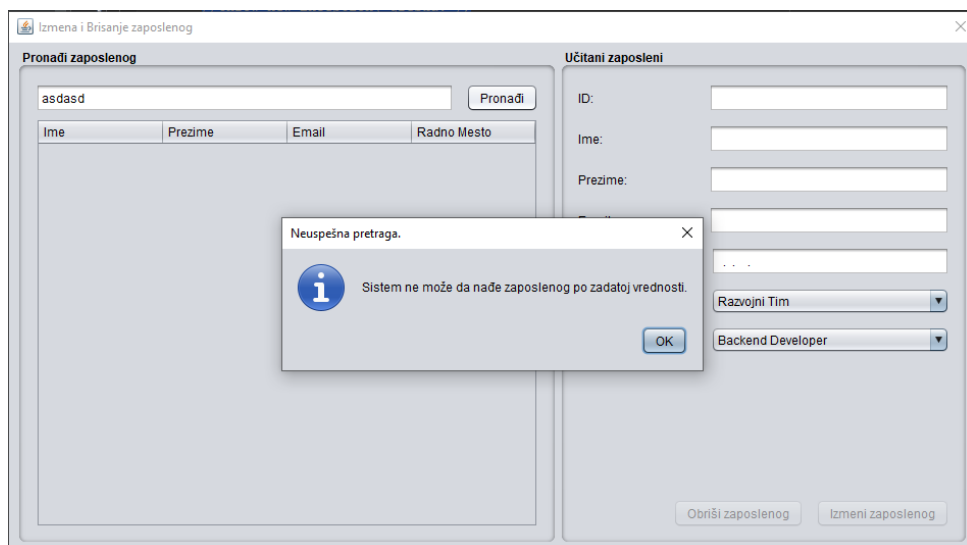 Izmena i Brisanje zaposlenog
Pronađi zaposlenog
asdasd
Pronađi
Ime Prezime Email Radno Mesto
Učitani zaposleni
ID:
Ime:
Prezime:
. . .
Razvojni Tim
Backend Developer
Obriši zaposlenog Izmeni zaposlenog
Neuspešna pretraga.
Sistem ne može da nađe zaposlenog po zadatoj vrednosti.
OK